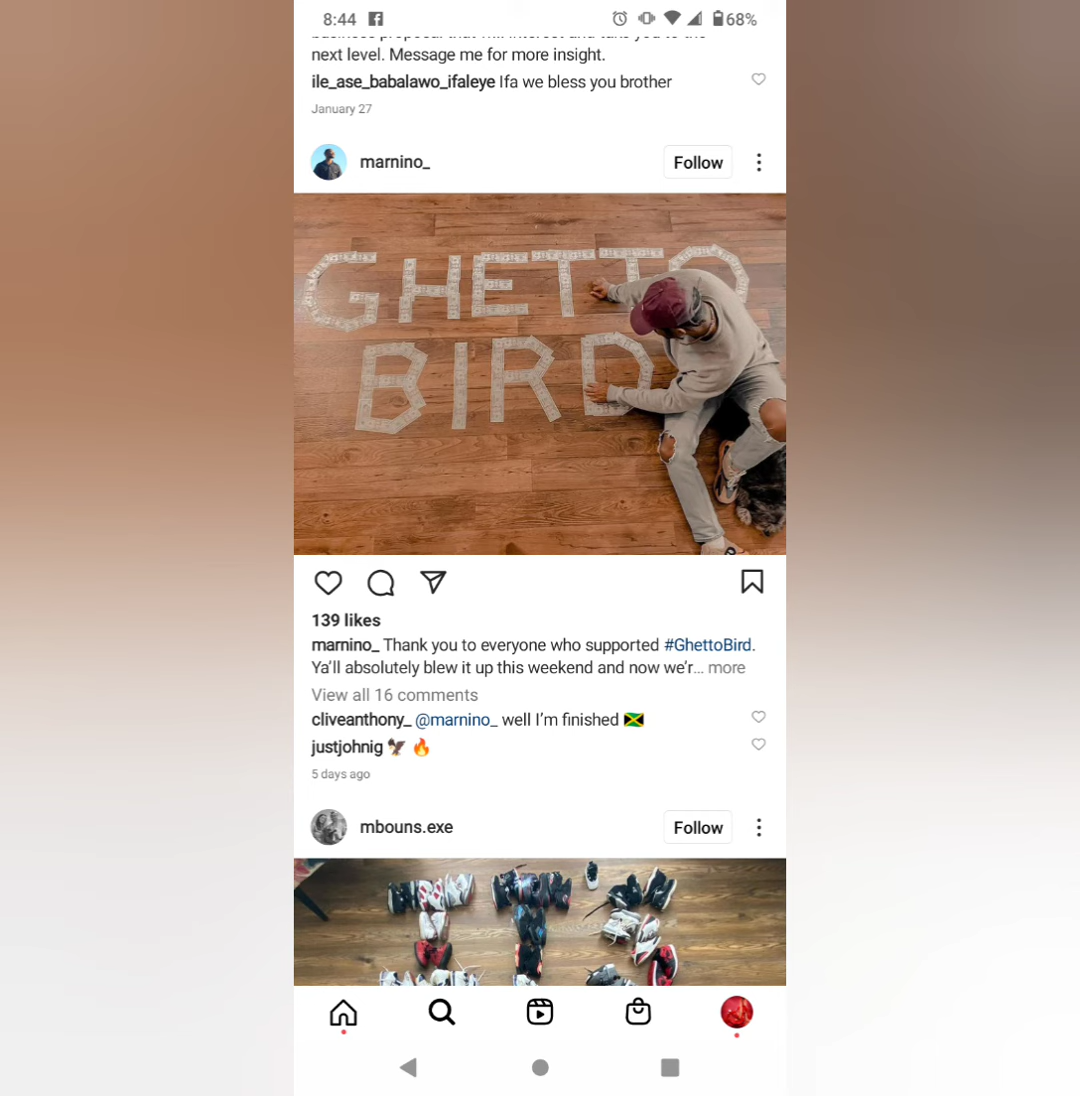 8:44
68%
next level. Message me for more insight.
ile_ase_babalawo_ifaleye Ifa we bless you brother
January 27
marnino_
Follow
GHETTO
BIRD
139 likes
marnino_ Thank you to everyone who supported #GhettoBird.
Ya'll absolutely blew it up this weekend and now we'r... more
View all 16 comments
cliveanthony_ @marnino_ well I'm finished 🇯🇲
justjohnig 🦅 🔥
5 days ago
mbouns.exe
Follow